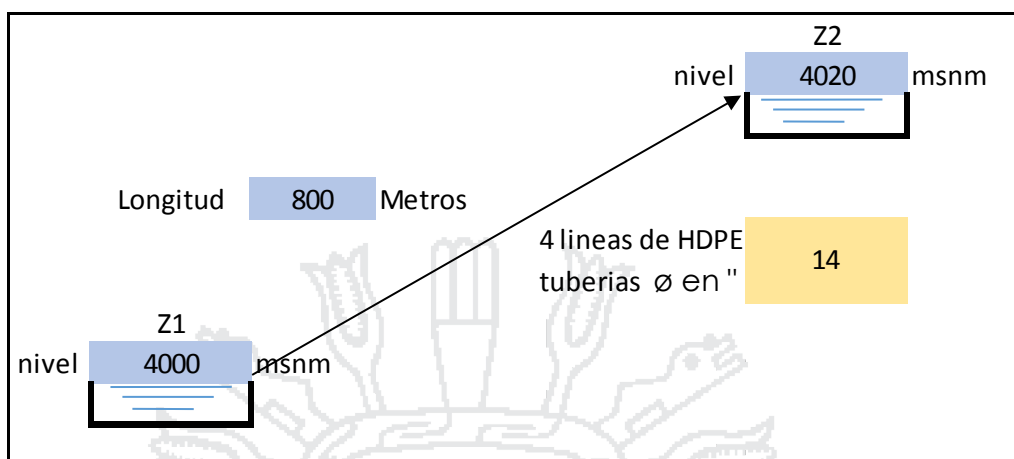 Z2
nivel 4020 msnm
Longitud 800 Metros
4 lineas de HDPE
tuberias ø en "
14
Z1
nivel 4000 msnm